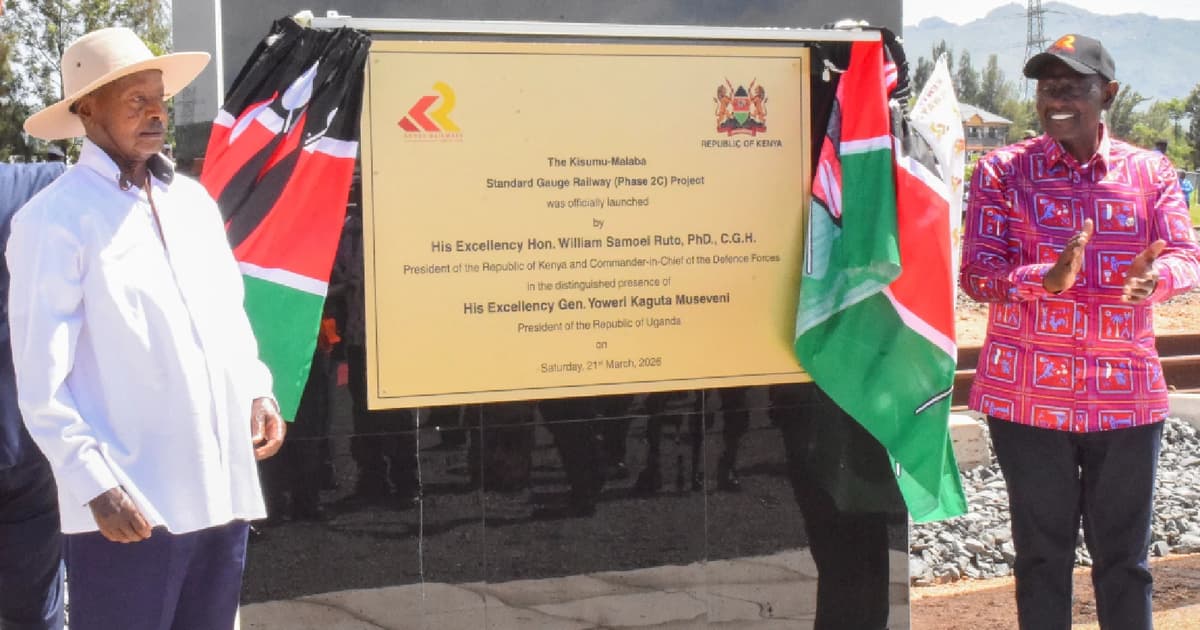 KENYA RAILWAYS
REPUBLIC OF KENYA
The Kisumu-Malaba
Standard Gauge Railway (Phase 2C) Project
was officially launched
by
His Excellency Hon. William Samoei Ruto, PhD., C.G.H.
President of the Republic of Kenya and Commander-in-Chief of the Defence Forces
in the distinguished presence of
His Excellency Gen. Yoweri Kaguta Museveni
President of the Republic of Uganda
on
Saturday, 21st March, 2026